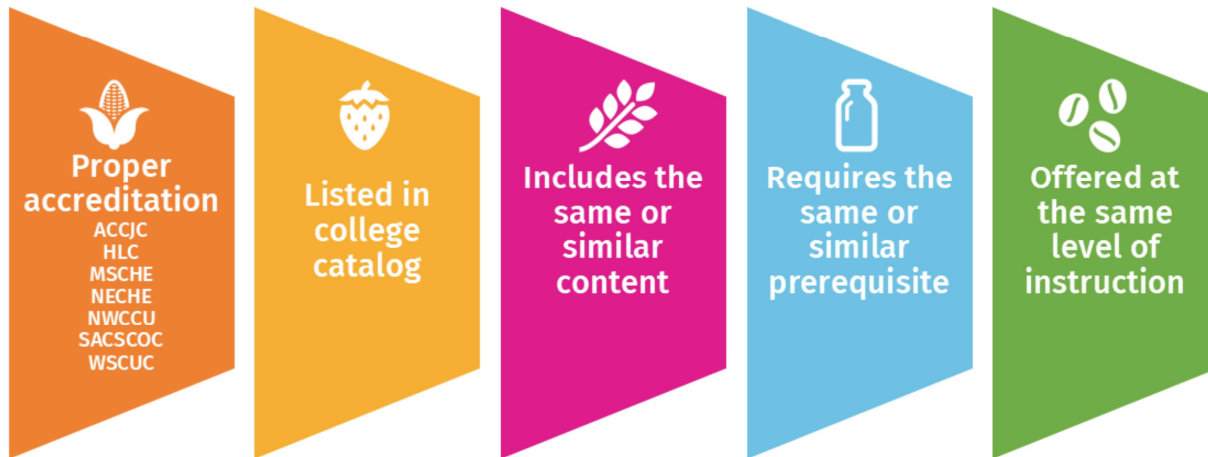 Proper
accreditation
ACCJC
HLC
MSCHE
NECHE
NWCCU
SACSCOC
WSCUC
Listed in
college
catalog
Includes the
same or
similar
content
Requires the
same or
similar
prerequisite
Offered at
the same
level of
instruction